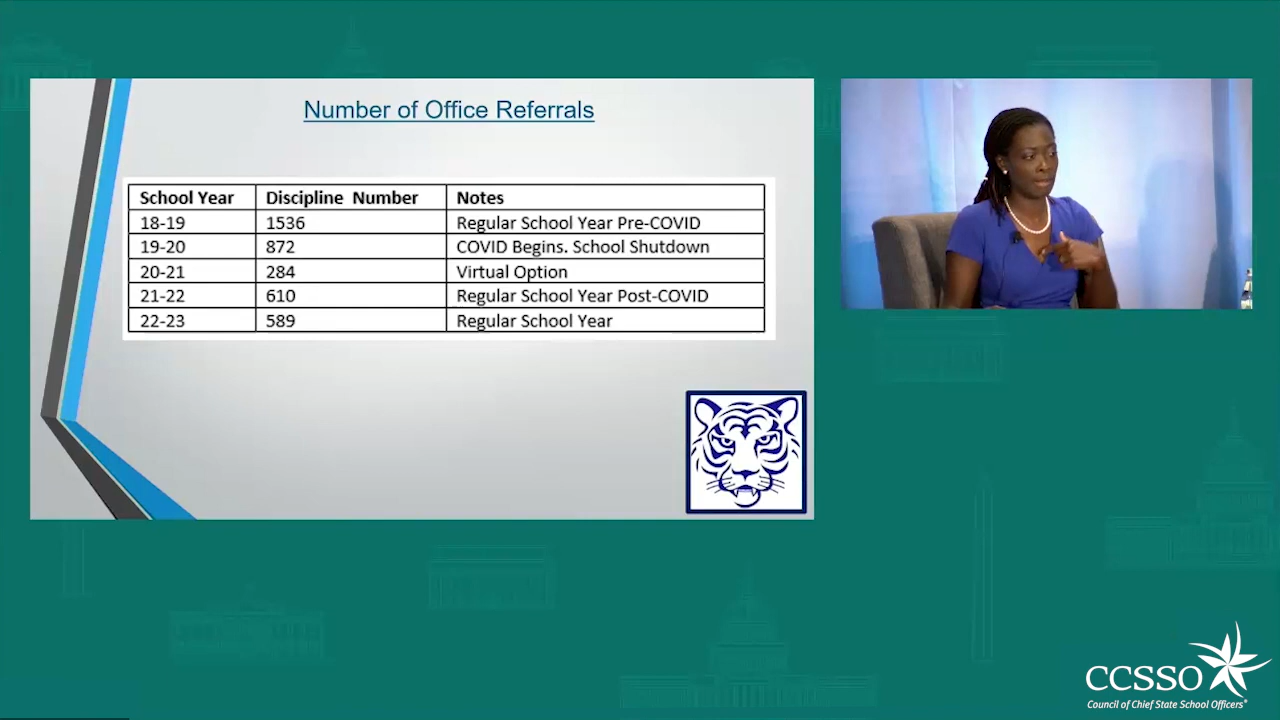 Number of Office Referrals
School Year Discipline Number Notes
18-19 1536 Regular School Year Pre-COVID
19-20 872 COVID Begins. School Shutdown
20-21 284 Virtual Option
21-22 610 Regular School Year Post-COVID
22-23 589 Regular School Year
CCSSO
Council of Chief State School Officers®